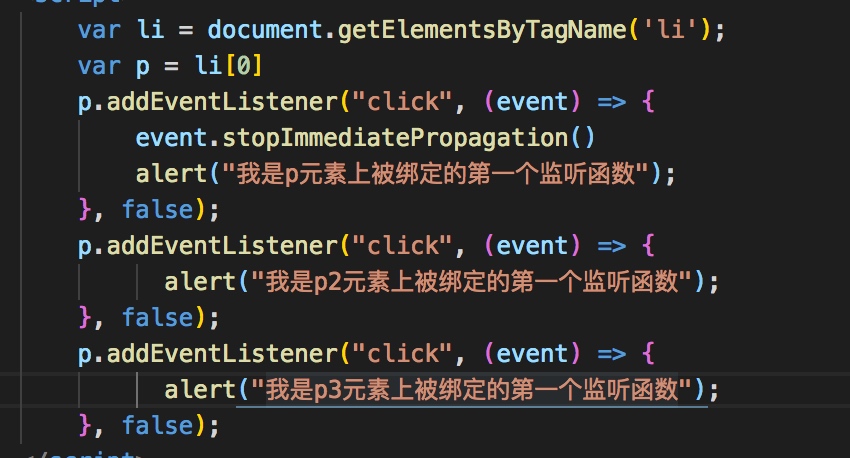 var li = document.getElementsByTagName('li');
var p = li[0]
p.addEventListener("click", (event) => {
event.stopImmediatePropagation()
alert("我是p元素上被绑定的第一个监听函数");
}, false);
p.addEventListener("click", (event) => {
alert("我是p2元素上被绑定的第一个监听函数");
}, false);
p.addEventListener("click", (event) => {
alert("我是p3元素上被绑定的第一个监听函数");
}, false);